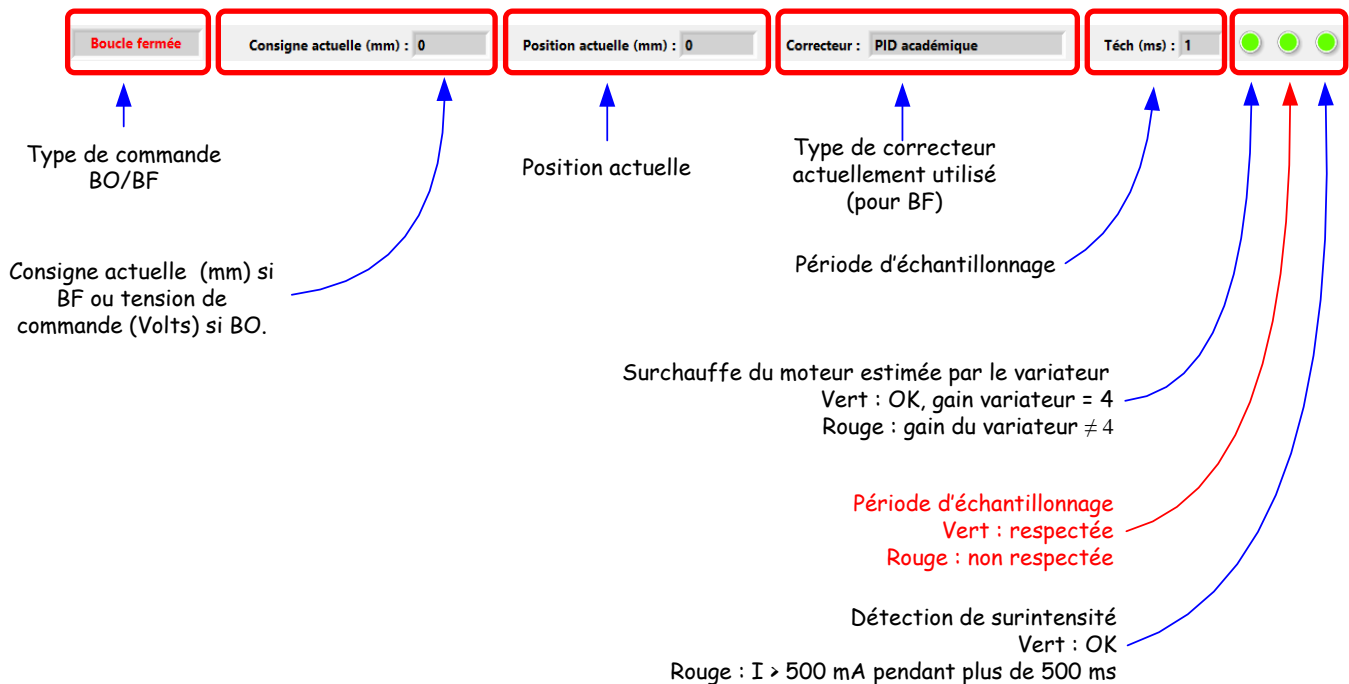 Boucle fermée
Consigne actuelle (mm) : 0
Position actuelle (mm) : 0
Correcteur : PID académique
Téch (ms) : 1
Type de commande
BO/BF
Position actuelle
Type de correcteur
actuellement utilisé
(pour BF)
Consigne actuelle (mm) si
BF ou tension de
commande (Volts) si BO.
Période d'échantillonnage
Surchauffe du moteur estimée par le variateur
Vert : OK, gain variateur = 4
Rouge : gain du variateur ≠ 4
Période d'échantillonnage
Vert : respectée
Rouge : non respectée
Détection de surintensité
Vert : OK
Rouge : I > 500 mA pendant plus de 500 ms